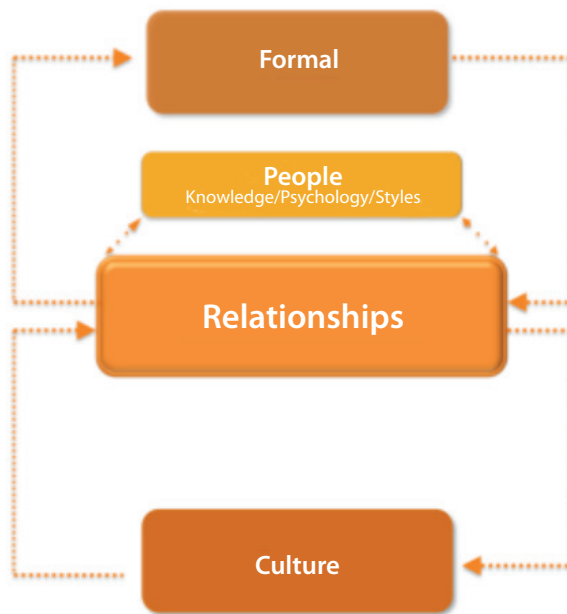 Formal
People
Knowledge/Psychology/Styles
Relationships
Culture